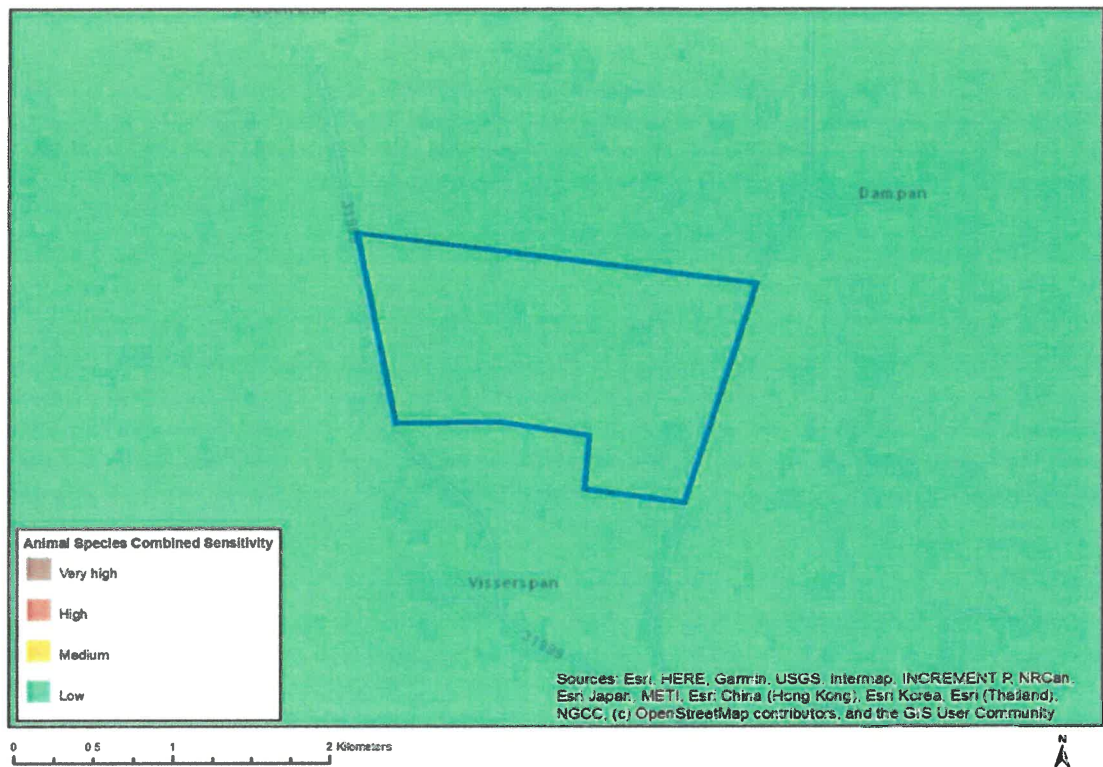 Dampan
Visserspan
Animal Species Combined Sensitivity
Very high
High
Medium
Low
Sources: Esri, HERE, Garmin, USGS, Intermap, INCREMENT P, NRCan,
Esri Japan, METI, Esri China (Hong Kong), Esri Korea, Esri (Thailand),
NGCC, (c) OpenStreetMap contributors, and the GIS User Community
0 0.5 1 2 Kilometers
N